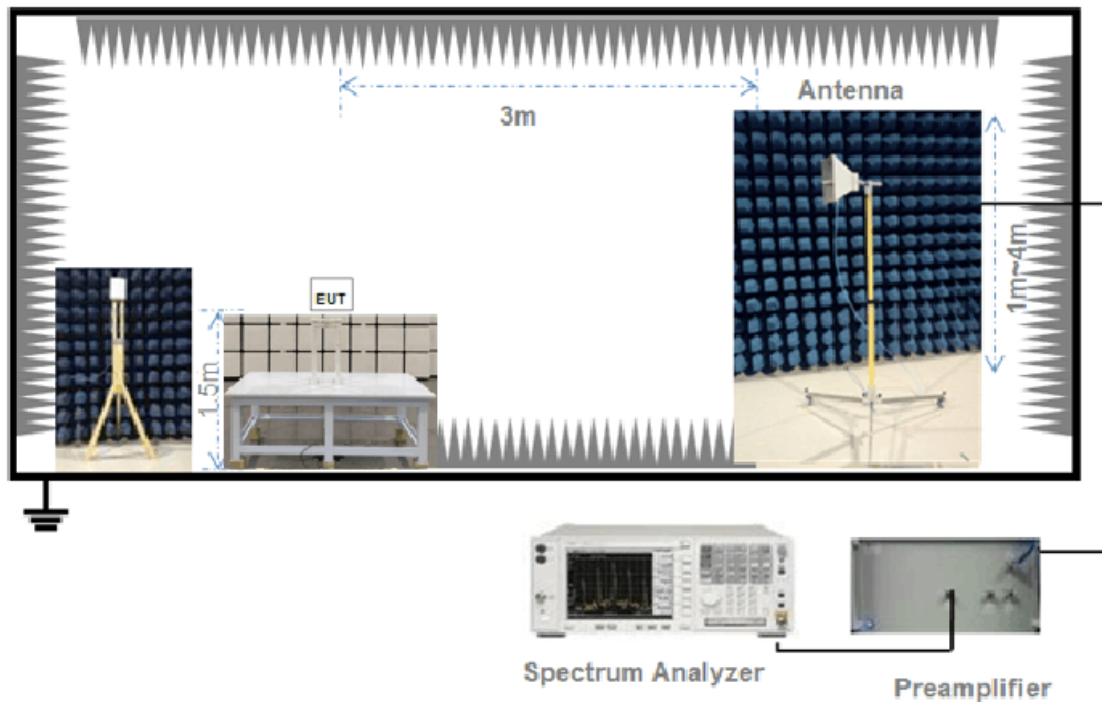 Antenna
3m
1m~4m
EUT
1.5m
Spectrum Analyzer
Preamplifier